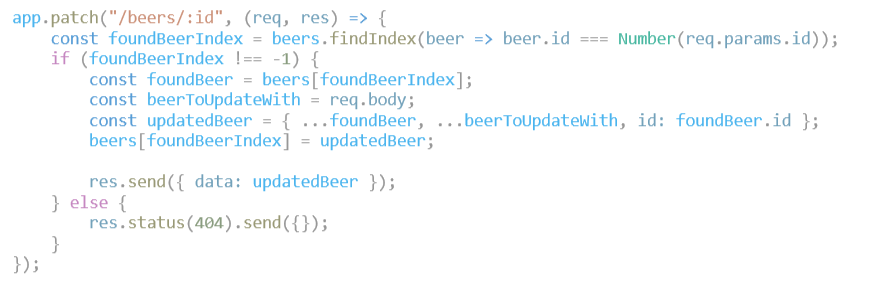 app.patch("/beers/:id", (req, res) => {
    const foundBeerIndex = beers.findIndex(beer => beer.id === Number(req.params.id));
    if (foundBeerIndex !== -1) {
        const foundBeer = beers[foundBeerIndex];
        const beerToUpdateWith = req.body;
        const updatedBeer = { ...foundBeer, ...beerToUpdateWith, id: foundBeer.id };
        beers[foundBeerIndex] = updatedBeer;

        res.send({ data: updatedBeer });
    } else {
        res.status(404).send({});
    }
});